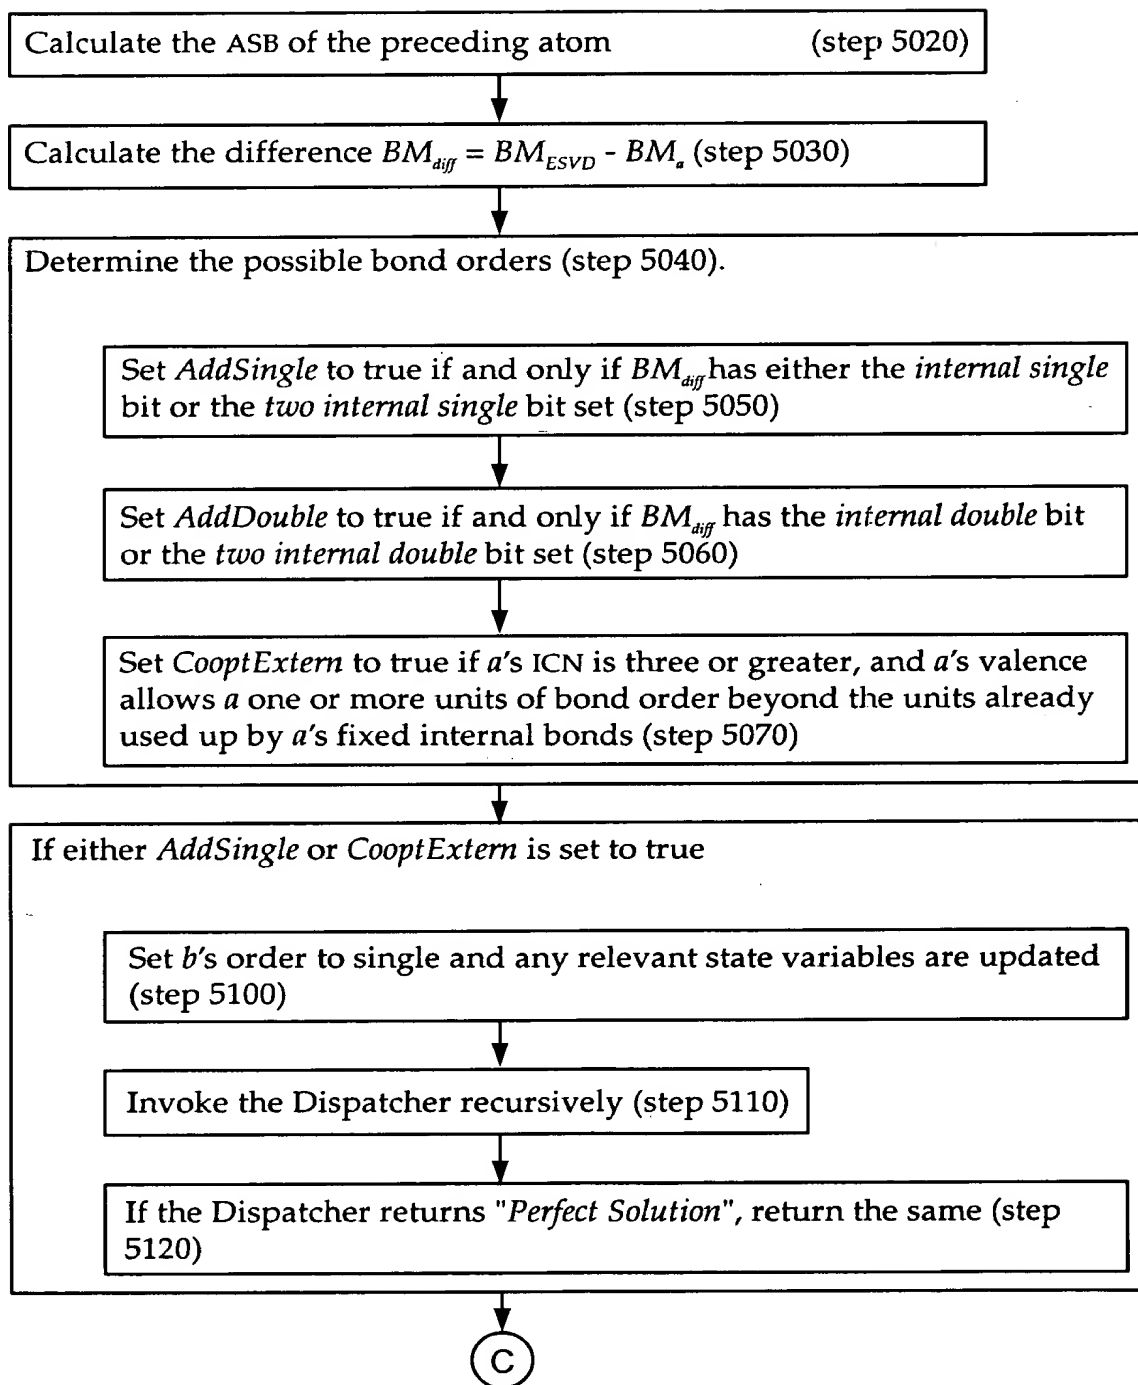 Calculate the ASB of the preceding atom (step 5020)
Calculate the difference BM_diff = BM_ESVD - BM_a (step 5030)
Determine the possible bond orders (step 5040).
Set AddSingle to true if and only if BM_diff has either the internal single
bit or the two internal single bit set (step 5050)
Set AddDouble to true if and only if BM_diff has the internal double bit
or the two internal double bit set (step 5060)
Set CooptExtern to true if a's ICN is three or greater, and a's valence
allows a one or more units of bond order beyond the units already
used up by a's fixed internal bonds (step 5070)
If either AddSingle or CooptExtern is set to true
Set b's order to single and any relevant state variables are updated
(step 5100)
Invoke the Dispatcher recursively (step 5110)
If the Dispatcher returns "Perfect Solution", return the same (step
5120)
C